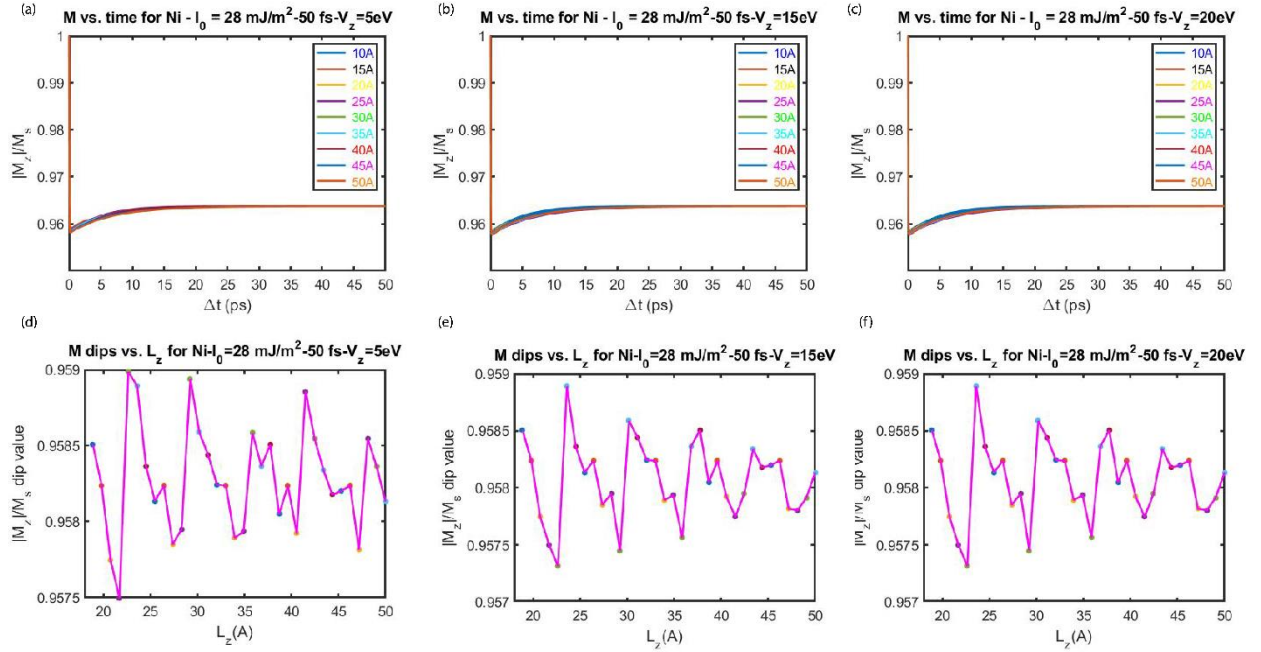 (a)
M vs. time for Ni - I0 = 28 mJ/m2-50 fs-Vz=5eV
1
0.99
0.98
0.97
0.96
|Mz|/Ms
0 5 10 15 20 25 30 35 40 45 50
Δt (ps)
10A
15A
20A
25A
30A
35A
40A
45A
50A
(b)
M vs. time for Ni - I0 = 28 mJ/m2-50 fs-Vz=15eV
1
0.99
0.98
0.97
0.96
|Mz|/Ms
0 5 10 15 20 25 30 35 40 45 50
Δt (ps)
10A
15A
20A
25A
30A
35A
40A
45A
50A
(c)
M vs. time for Ni - I0 = 28 mJ/m2-50 fs-Vz=20eV
1
0.99
0.98
0.97
0.96
|Mz|/Ms
0 5 10 15 20 25 30 35 40 45 50
Δt (ps)
10A
15A
20A
25A
30A
35A
40A
45A
50A
(d)
M dips vs. Lz for Ni-I0=28 mJ/m2-50 fs-Vz=5eV
0.959
0.9585
0.958
0.9575
|Mz|/Ms dip value
20 25 30 35 40 45 50
Lz(A)
(e)
M dips vs. Lz for Ni-I0=28 mJ/m2-50 fs-Vz=15eV
0.959
0.9585
0.958
0.9575
0.957
|Mz|/Ms dip value
20 25 30 35 40 45 50
Lz(A)
(f)
M dips vs. Lz for Ni-I0=28 mJ/m2-50 fs-Vz=20eV
0.959
0.9585
0.958
0.9575
0.957
|Mz|/Ms dip value
20 25 30 35 40 45 50
Lz(A)